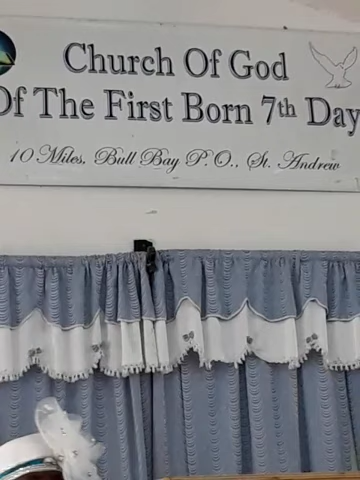 Church Of God
Of The First Born 7th Day
10 Miles, Bull Bay P.O., St. Andrew